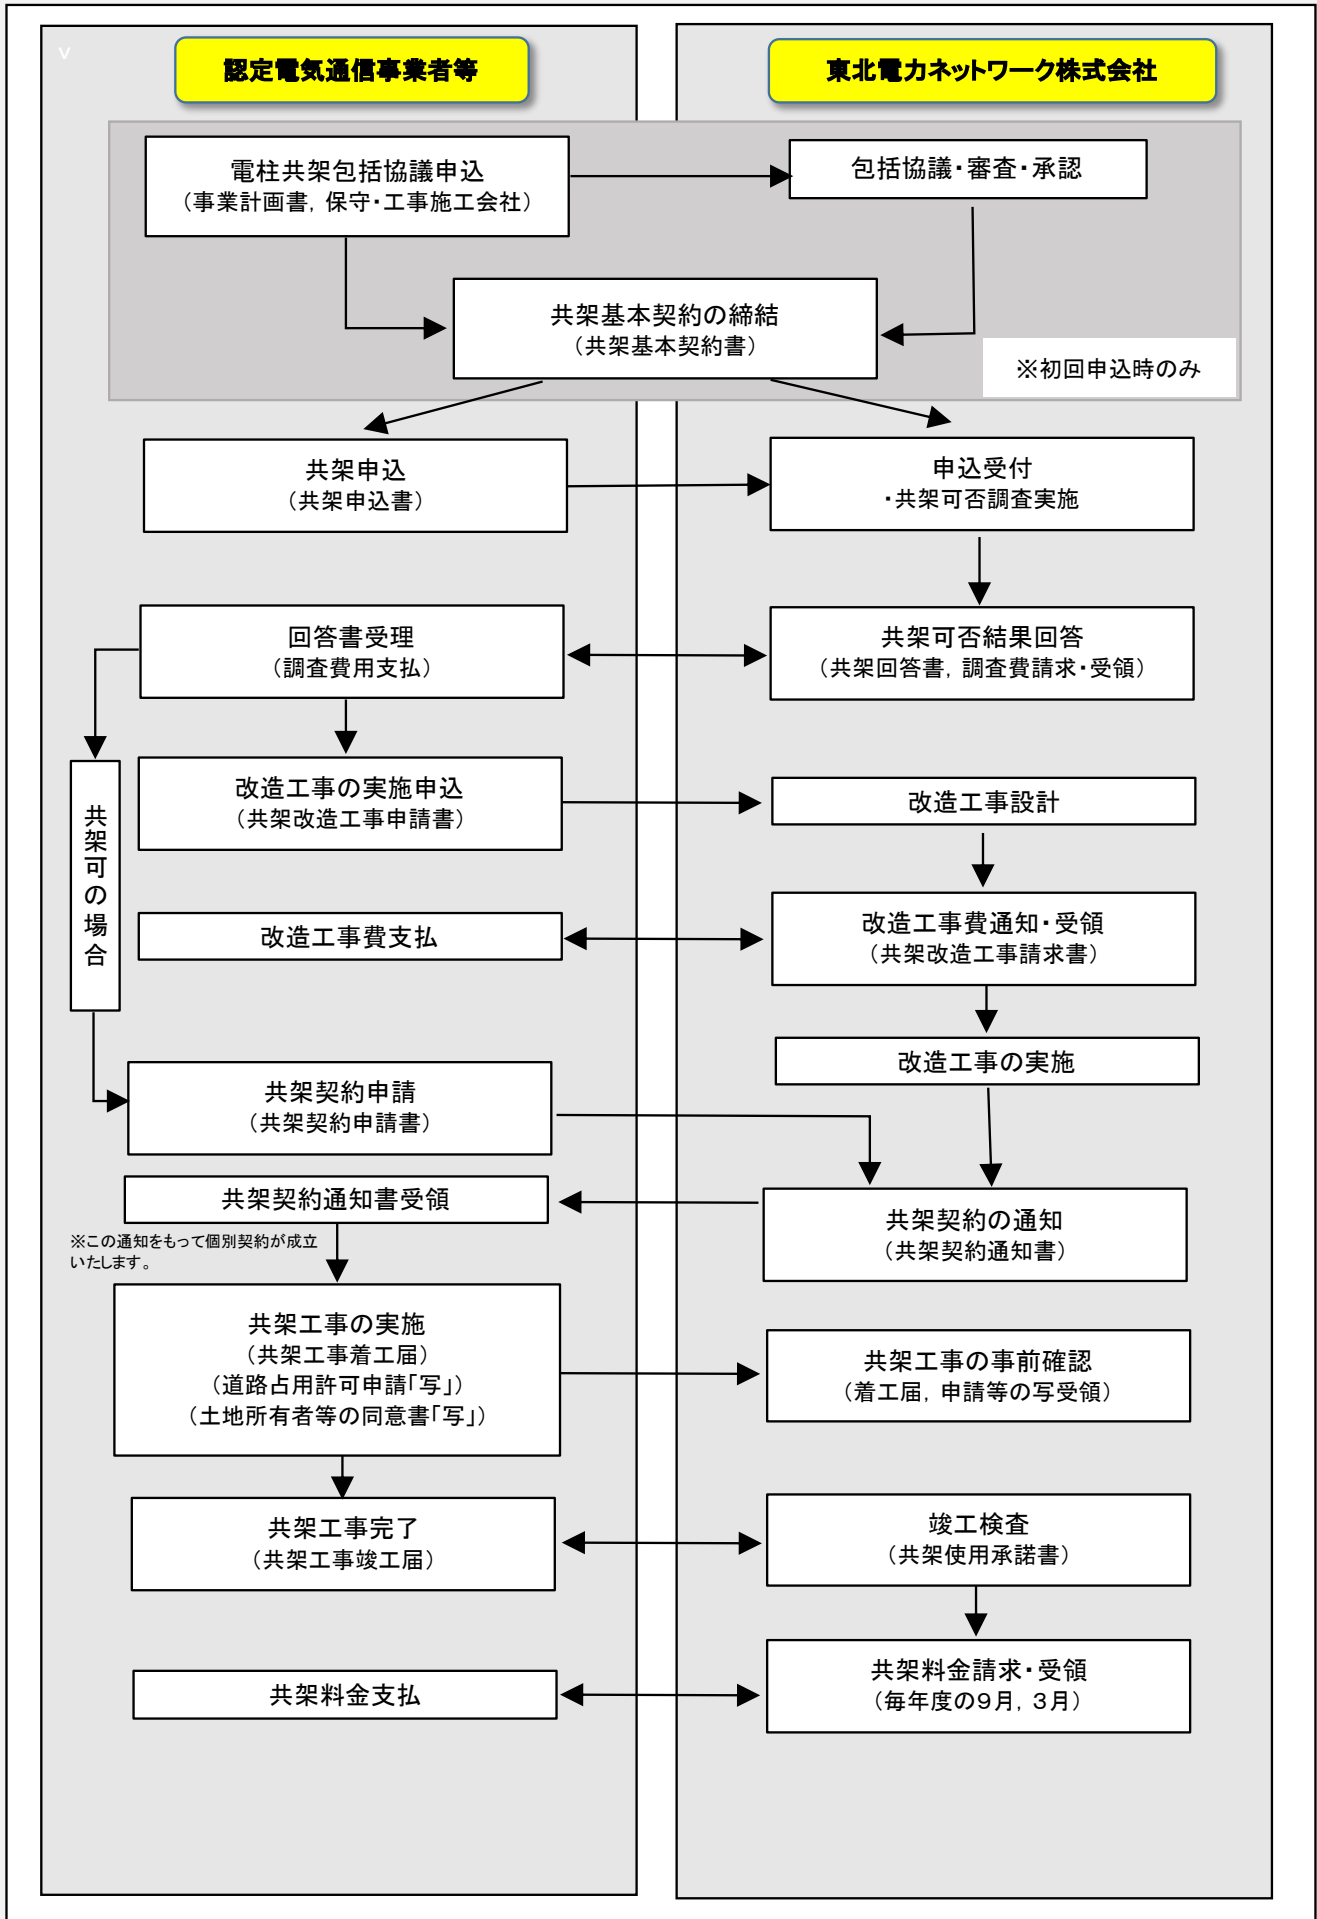 v
認定電気通信事業者等
東北電力ネットワーク株式会社
電柱共架包括協議申込
（事業計画書，保守・工事施工会社）
包括協議・審査・承認
共架基本契約の締結
（共架基本契約書）
※初回申込時のみ
共架申込
（共架申込書）
申込受付
・共架可否調査実施
回答書受理
（調査費用支払）
共架可否結果回答
（共架回答書，調査費請求・受領）
共架可の場合
改造工事の実施申込
（共架改造工事申請書）
改造工事設計
改造工事費支払
改造工事費通知・受領
（共架改造工事請求書）
改造工事の実施
共架契約申請
（共架契約申請書）
共架契約通知書受領
※この通知をもって個別契約が成立
いたします。
共架契約の通知
（共架契約通知書）
共架工事の実施
（共架工事着工届）
（道路占用許可申請「写」）
（土地所有者等の同意書「写」）
共架工事の事前確認
（着工届，申請等の写受領）
共架工事完了
（共架工事竣工届）
竣工検査
（共架使用承諾書）
共架料金支払
共架料金請求・受領
（毎年度の９月，３月）